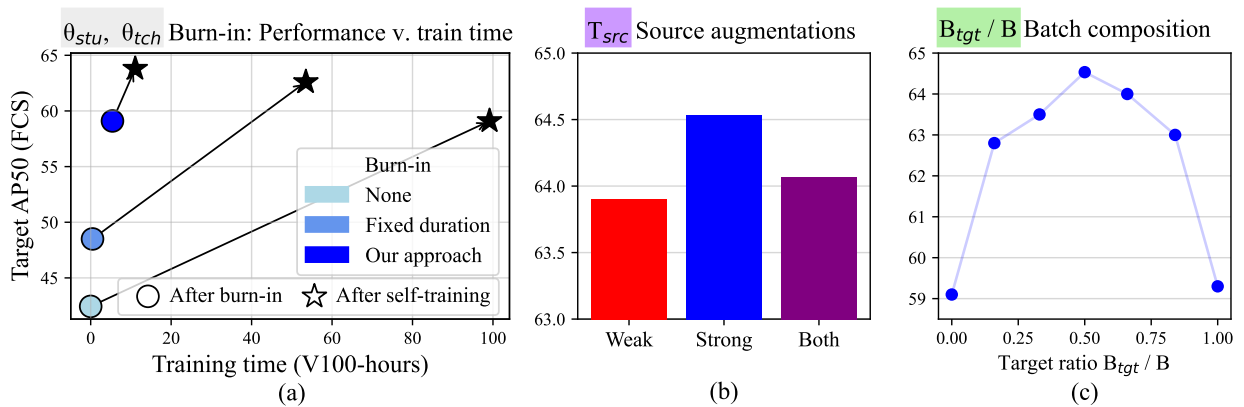 θstu, θtch Burn-in: Performance v. train time
65
60
55
50
45
Target AP50 (FCS)
Burn-in
None
Fixed duration
Our approach
After burn-in
After self-training
0
20
40
60
80
100
Training time (V100-hours)
(a)
Tsrc Source augmentations
65.0
64.5
64.0
63.5
63.0
Weak
Strong
Both
(b)
Btgt / B Batch composition
64
63
62
61
60
59
0.00
0.25
0.50
0.75
1.00
Target ratio Btgt / B
(c)